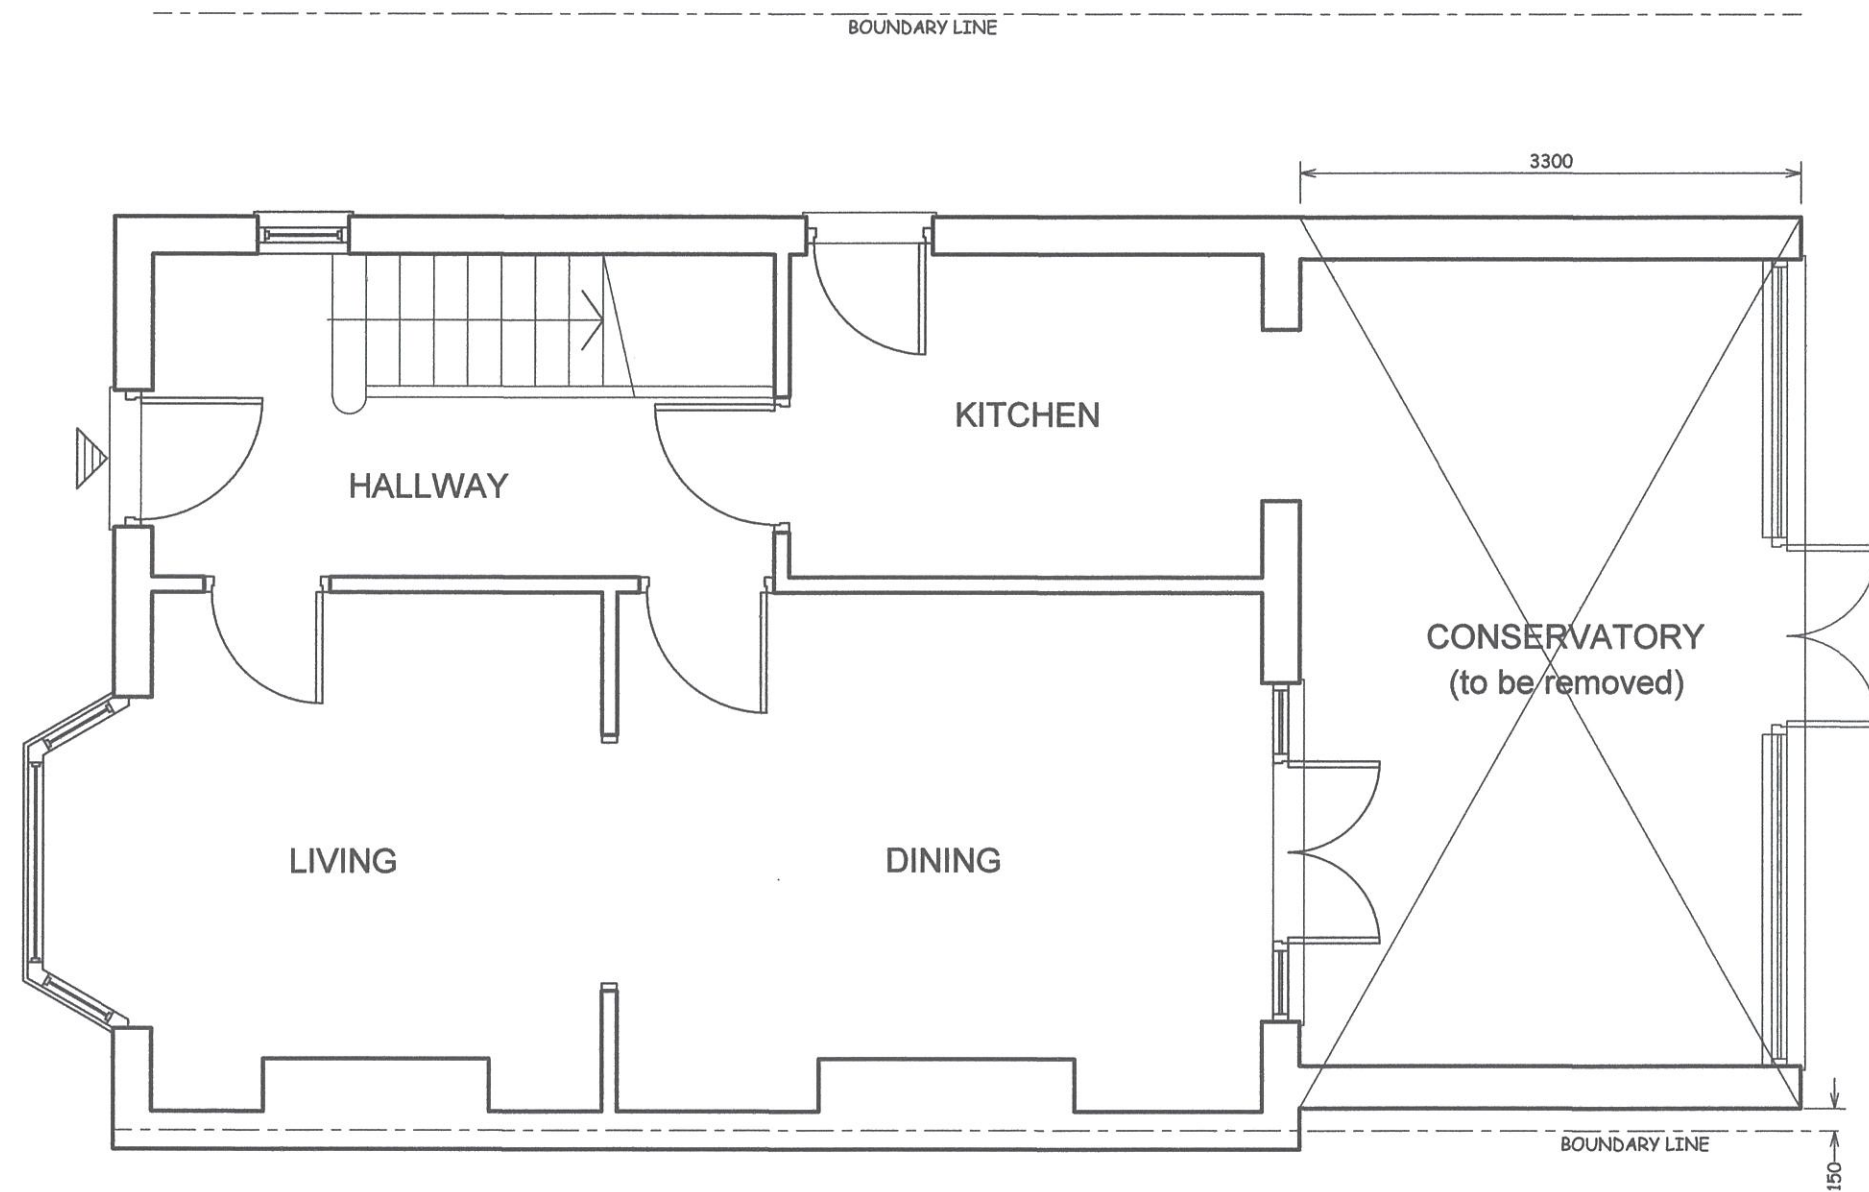 BOUNDARY LINE
3300
KITCHEN
HALLWAY
CONSERVATORY
(to be removed)
LIVING
DINING
BOUNDARY LINE
150